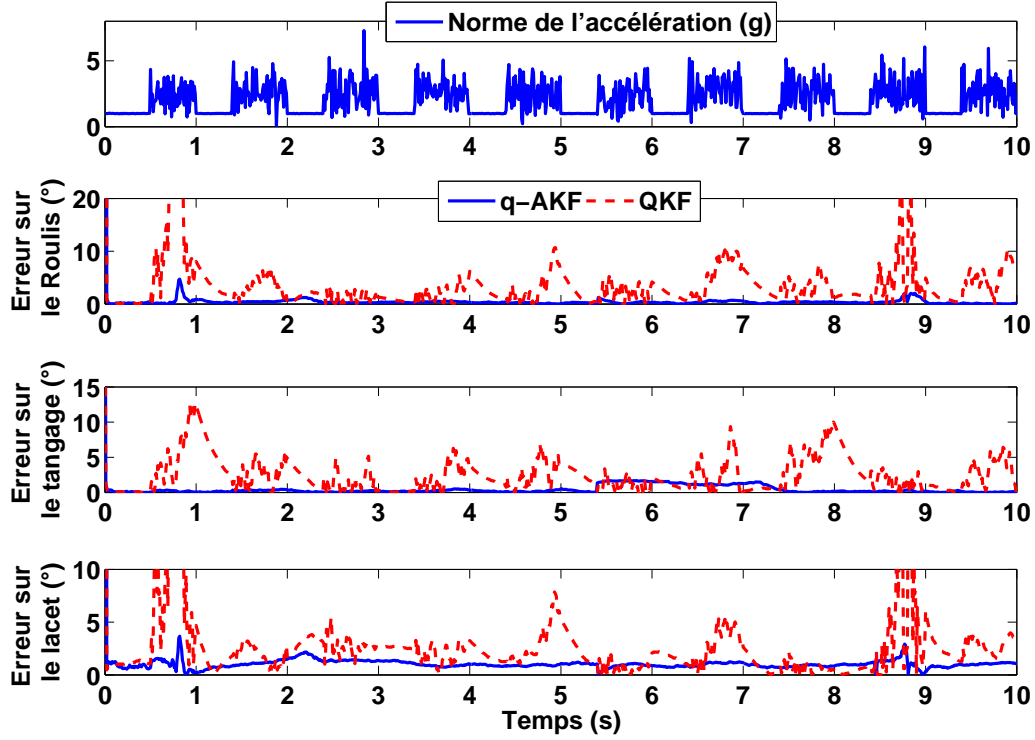 Norme de l'accélération (g)
5
0
0 1 2 3 4 5 6 7 8 9 10
Erreur sur
le Roulis (°)
q−AKF QKF
20
10
0
0 1 2 3 4 5 6 7 8 9 10
Erreur sur
le tangage (°)
15
10
5
0
0 1 2 3 4 5 6 7 8 9 10
Erreur sur
le lacet (°)
10
5
0
0 1 2 3 4 5 6 7 8 9 10
Temps (s)